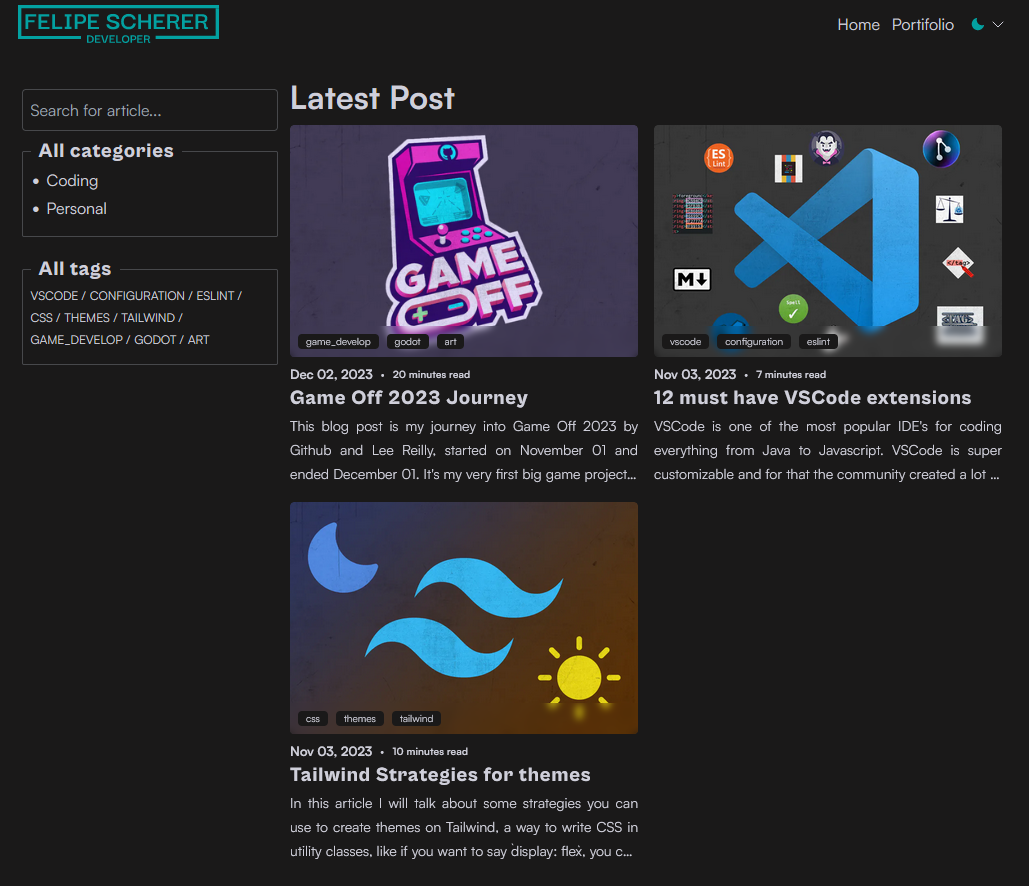 FELIPE SCHERER
DEVELOPER
Home Portifolio
Search for article...
All categories
Coding
Personal
All tags
VSCODE / CONFIGURATION / ESLINT /
CSS / THEMES / TAILWIND /
GAME_DEVELOP / GODOT / ART
Latest Post
GAME
OFF
game_develop godot art
Dec 02, 2023 • 20 minutes read
Game Off 2023 Journey
This blog post is my journey into Game Off 2023 by
Github and Lee Reilly, started on November 01 and
ended December 01. It's my very first big game project...
ES
Lint
M
</tag>
vscode configuration eslint
Nov 03, 2023 • 7 minutes read
12 must have VSCode extensions
VSCode is one of the most popular IDE's for coding
everything from Java to Javascript. VSCode is super
customizable and for that the community created a lot ...
css themes tailwind
Nov 03, 2023 • 10 minutes read
Tailwind Strategies for themes
In this article I will talk about some strategies you can
use to create themes on Tailwind, a way to write CSS in
utility classes, like if you want to say `display: flex`, you c...